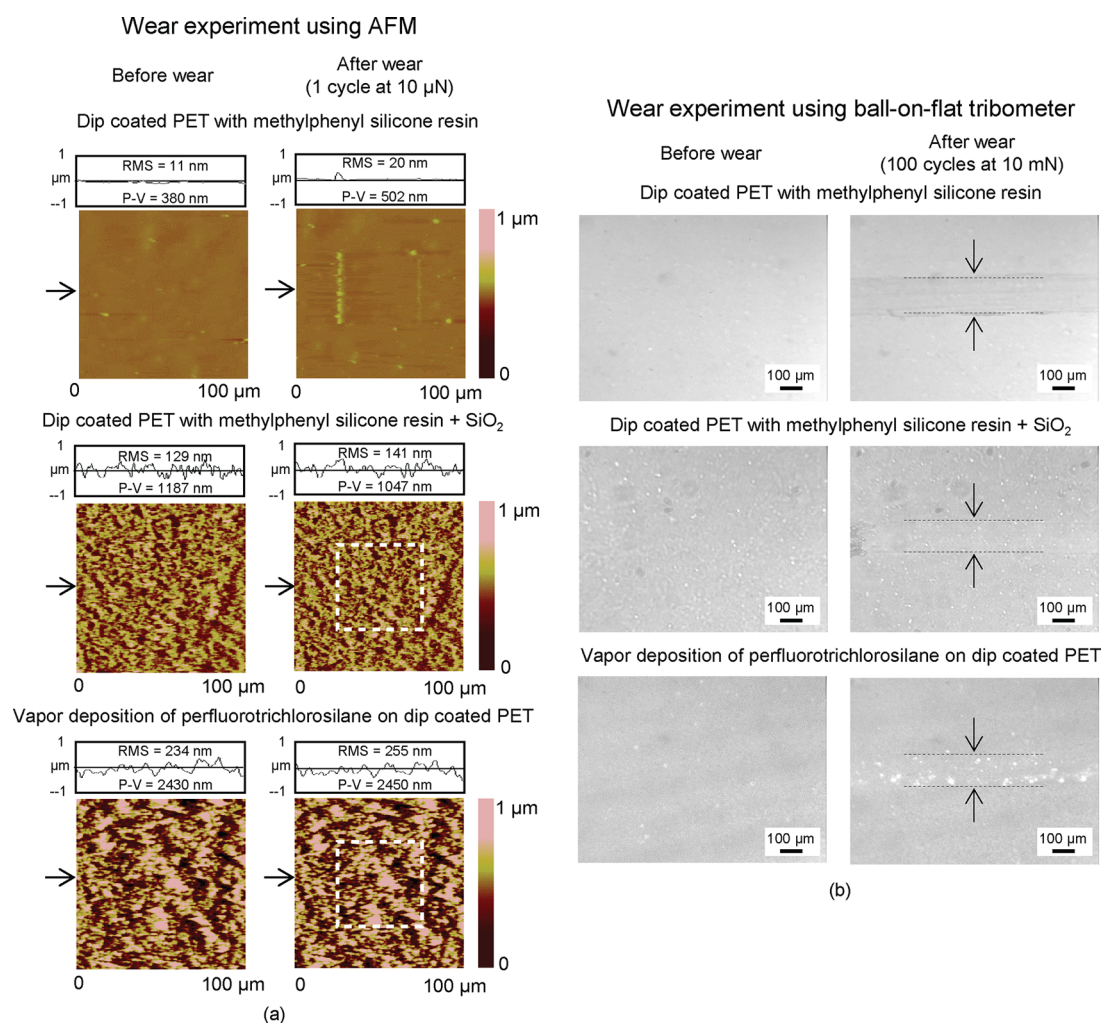 Wear experiment using AFM
Before wear
After wear
(1 cycle at 10 µN)
Dip coated PET with methylphenyl silicone resin
1
µm
--1
RMS = 11 nm
P-V = 380 nm
RMS = 20 nm
P-V = 502 nm
1 µm
0
0
100 µm
0
100 µm
Dip coated PET with methylphenyl silicone resin + SiO₂
1
µm
--1
RMS = 129 nm
P-V = 1187 nm
RMS = 141 nm
P-V = 1047 nm
1 µm
0
0
100 µm
0
100 µm
Vapor deposition of perfluorotrichlorosilane on dip coated PET
1
µm
--1
RMS = 234 nm
P-V = 2430 nm
RMS = 255 nm
P-V = 2450 nm
1 µm
0
0
100 µm
0
100 µm
(a)
Wear experiment using ball-on-flat tribometer
Before wear
After wear
(100 cycles at 10 mN)
Dip coated PET with methylphenyl silicone resin
100 µm
100 µm
Dip coated PET with methylphenyl silicone resin + SiO₂
100 µm
100 µm
Vapor deposition of perfluorotrichlorosilane on dip coated PET
100 µm
100 µm
(b)